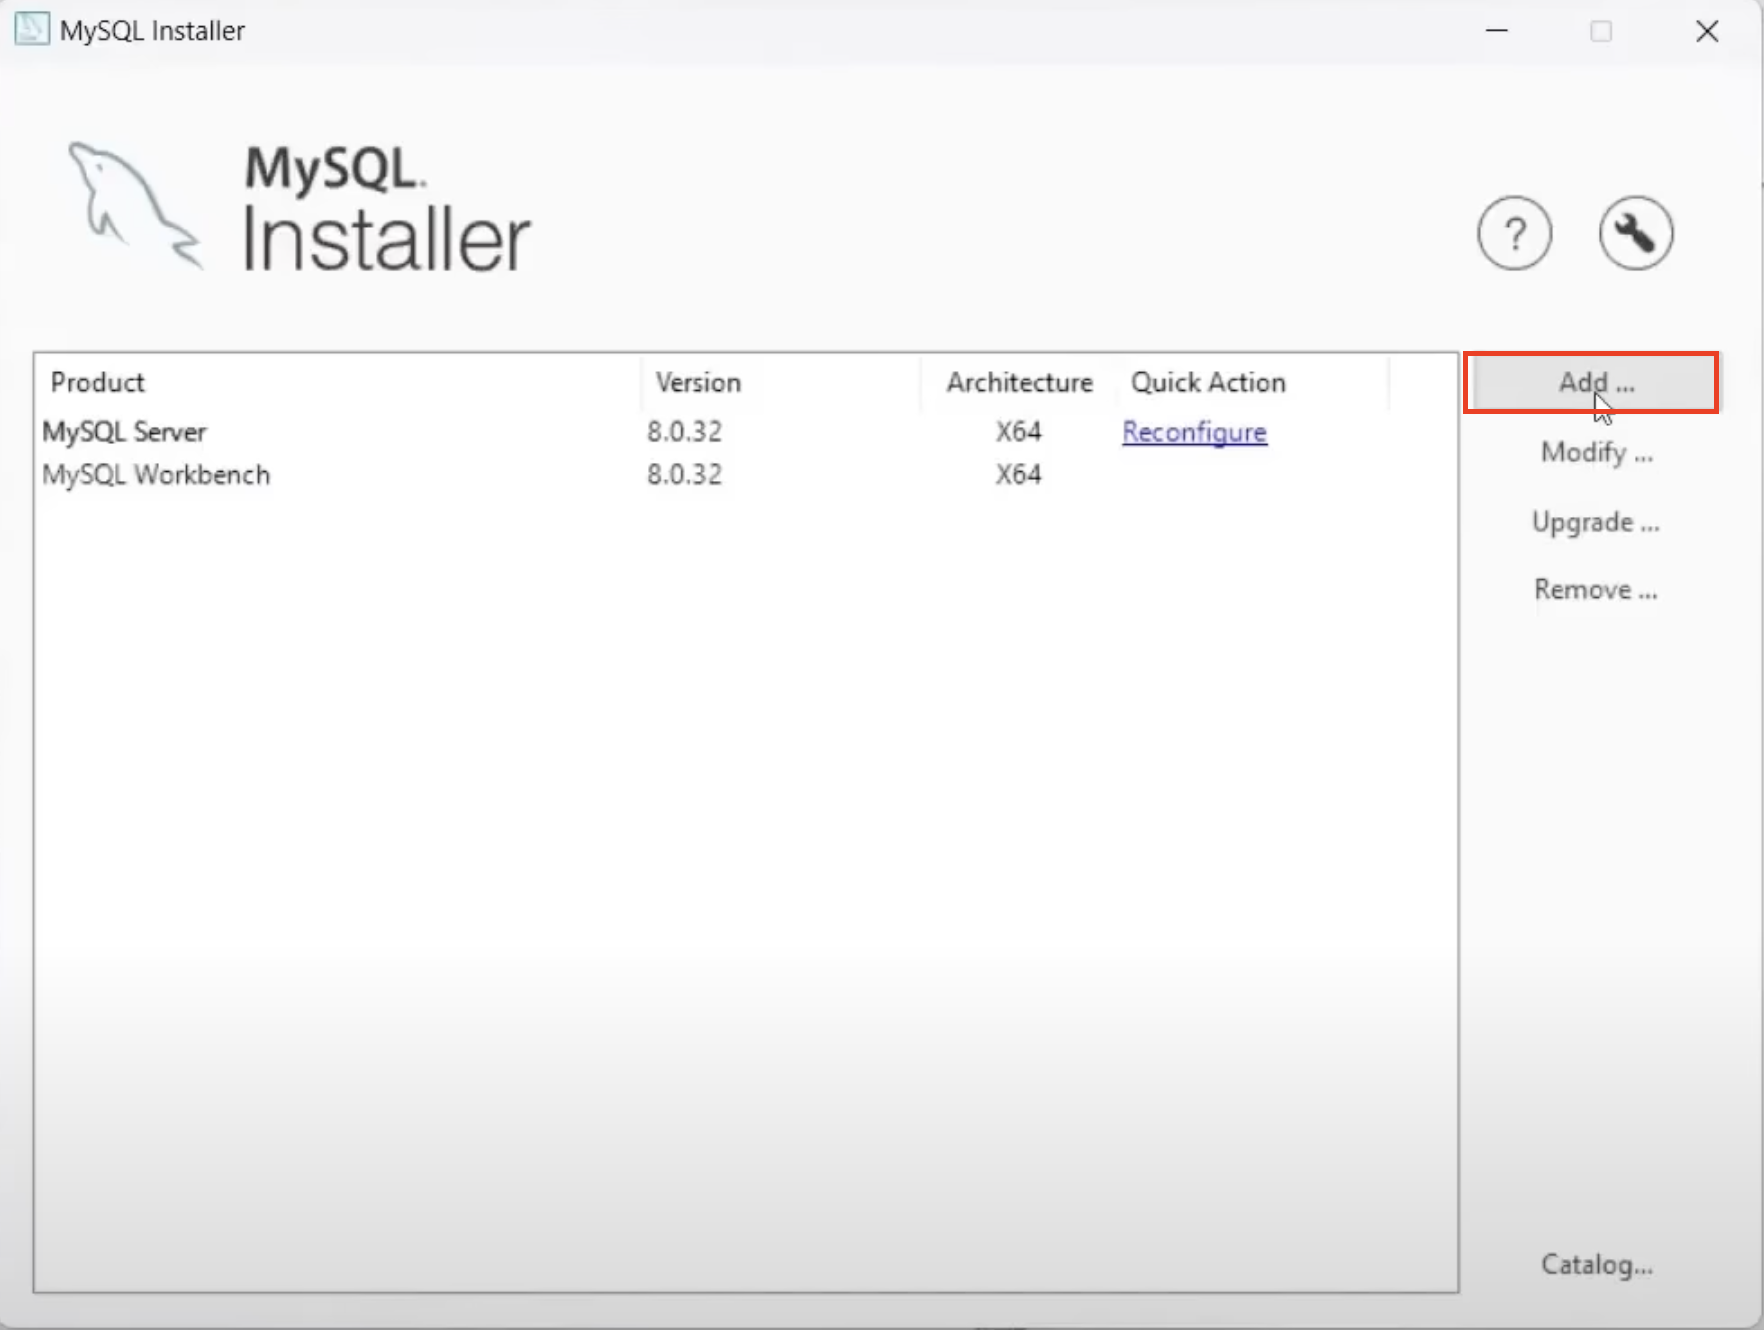 MySQL Installer
MySQL.
Installer
?
Product Version Architecture Quick Action
MySQL Server 8.0.32 X64 Reconfigure
MySQL Workbench 8.0.32 X64
Add ...
Modify ...
Upgrade ...
Remove ...
Catalog...